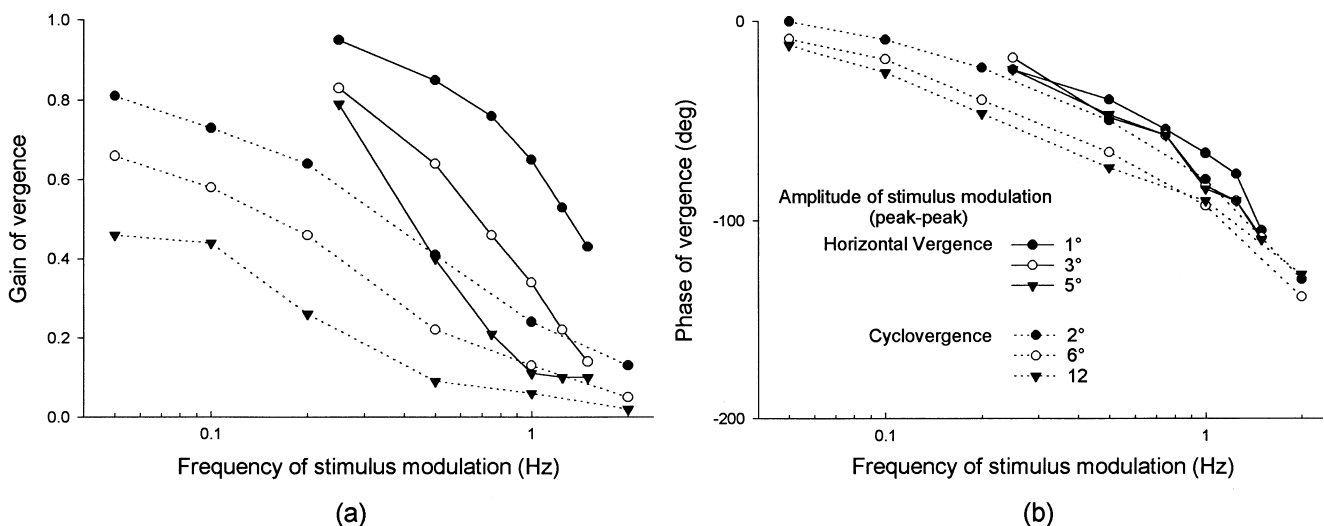 1.0
0.8
0.6
0.4
0.2
0.0
Gain of vergence
0.1
1
Frequency of stimulus modulation (Hz)
(a)
0
-100
-200
Phase of vergence (deg)
Amplitude of stimulus modulation
(peak-peak)
Horizontal Vergence
1°
3°
5°
Cyclovergence
2°
6°
12
0.1
1
Frequency of stimulus modulation (Hz)
(b)